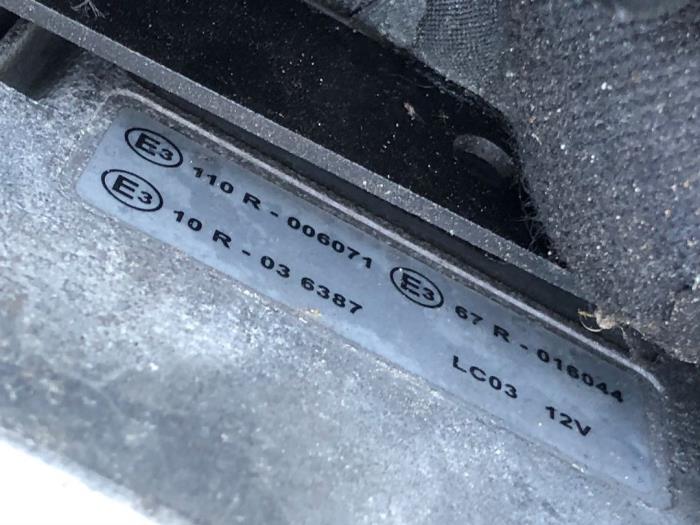 E3 110 R - 006071
E3 10 R - 03 6387
E3 67 R - 016044
LC03 12V